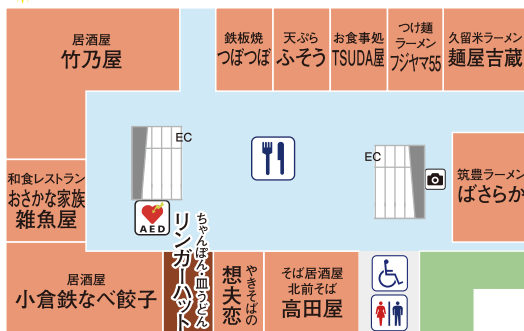 居酒屋
竹乃屋
鉄板焼
つぼつぼ
天ぷら
ふそう
お食事処
TSUDA屋
つけ麺
ラーメン
フジヤマ55
久留米ラーメン
麺屋吉蔵
EC
EC
和食レストラン
おさかな家族
雑魚屋
AED
筑豊ラーメン
ばさらか
居酒屋
小倉鉄なべ餃子
ちゃんぽん・皿うどん
リンガーハット
やきそばの
想夫恋
そば居酒屋
北前そば
高田屋